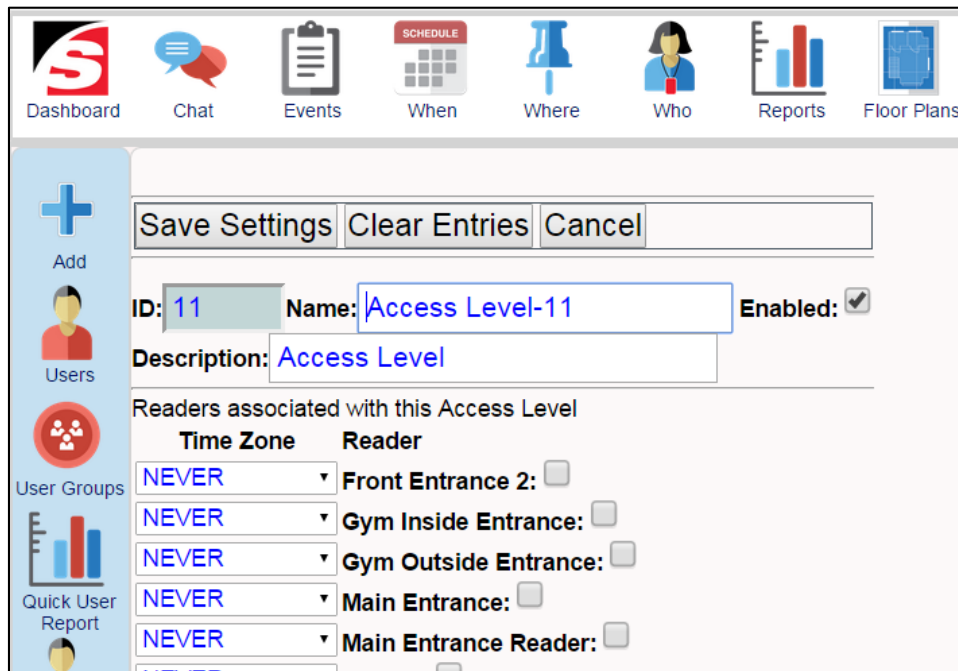 SCHEDULE
Dashboard Chat Events When Where Who Reports Floor Plans
Add
Users
User Groups
Quick User
Report
Save Settings Clear Entries Cancel
ID: 11 Name: Access Level-11 Enabled:
Description: Access Level
Readers associated with this Access Level
Time Zone Reader
NEVER Front Entrance 2:
NEVER Gym Inside Entrance:
NEVER Gym Outside Entrance:
NEVER Main Entrance:
NEVER Main Entrance Reader: